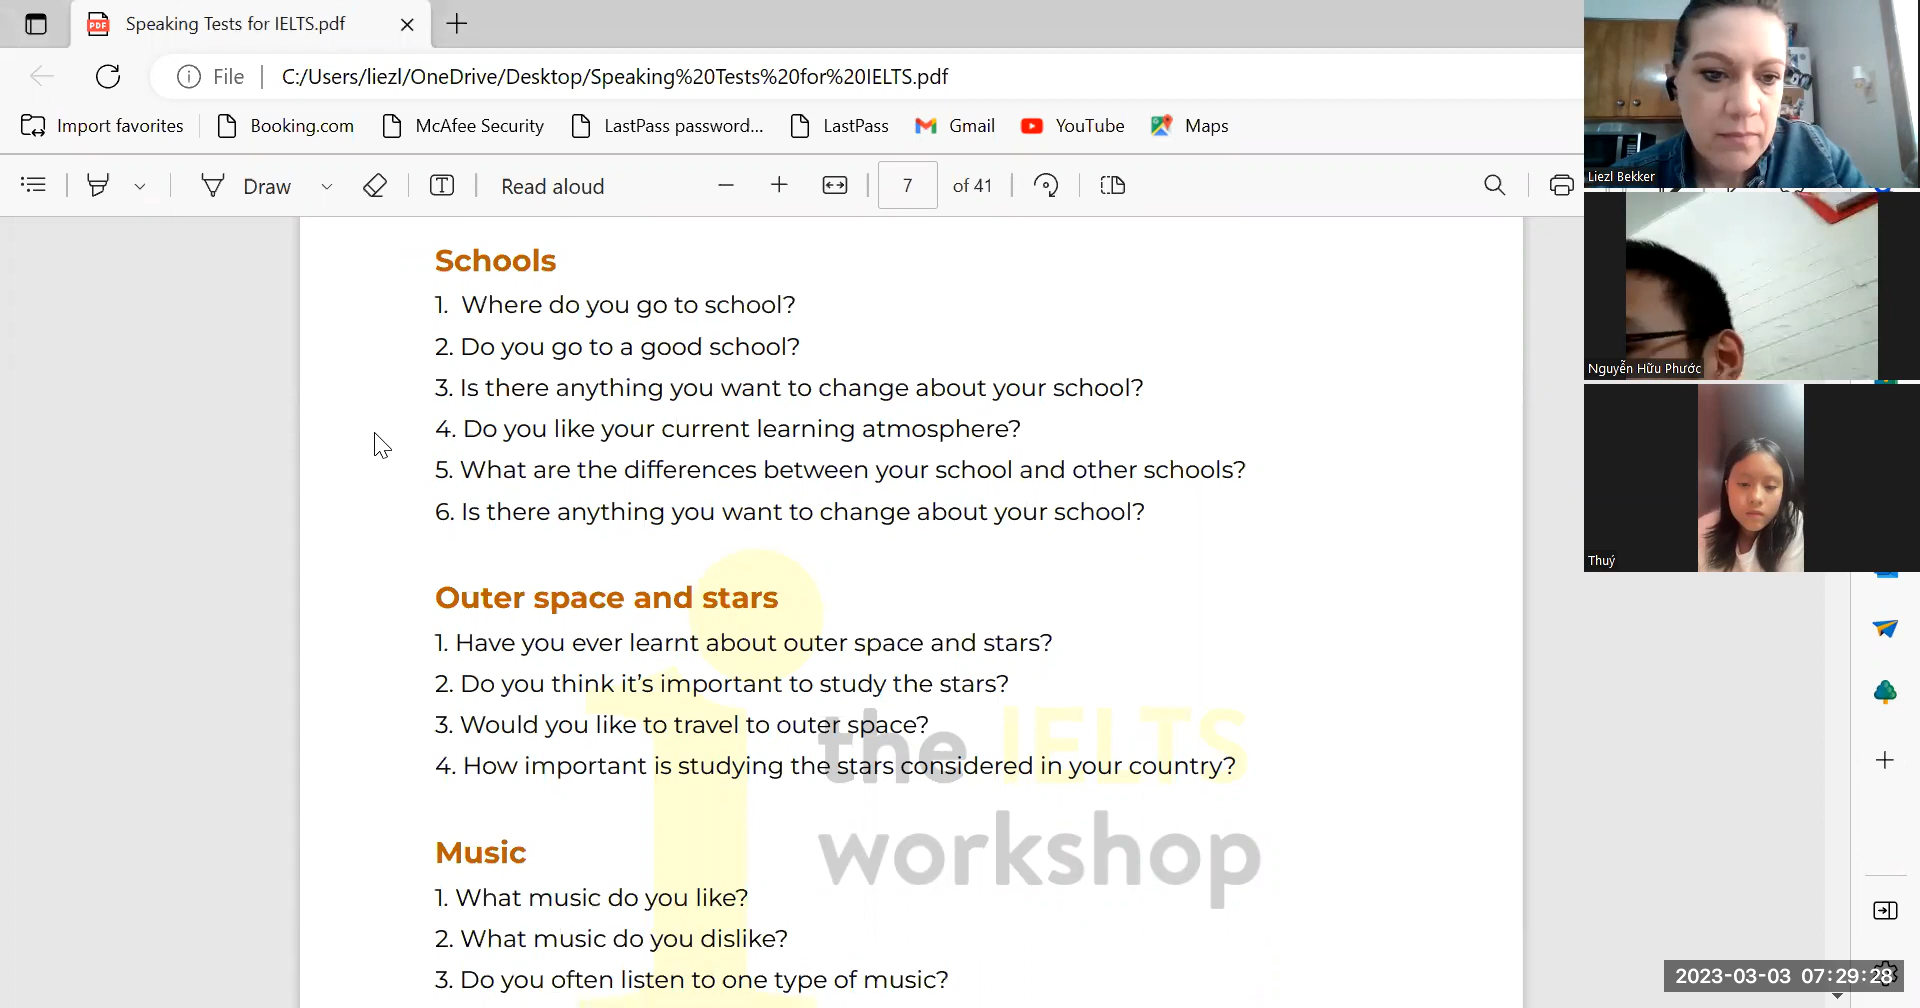 Speaking Tests for IELTS.pdf
File C:/Users/liezl/OneDrive/Desktop/Speaking%20Tests%20for%20IELTS.pdf
Import favorites Booking.com McAfee Security LastPass password... LastPass Gmail YouTube Maps
Draw Read aloud 7 of 41
Liezl Bekker
Nguyễn Hữu Phước
Thuý
Schools
1. Where do you go to school?
2. Do you go to a good school?
3. Is there anything you want to change about your school?
4. Do you like your current learning atmosphere?
5. What are the differences between your school and other schools?
6. Is there anything you want to change about your school?
Outer space and stars
1. Have you ever learnt about outer space and stars?
2. Do you think it's important to study the stars?
3. Would you like to travel to outer space?
4. How important is studying the stars considered in your country?
the IELTS
workshop
Music
1. What music do you like?
2. What music do you dislike?
3. Do you often listen to one type of music?
2023-03-03 07:29:28